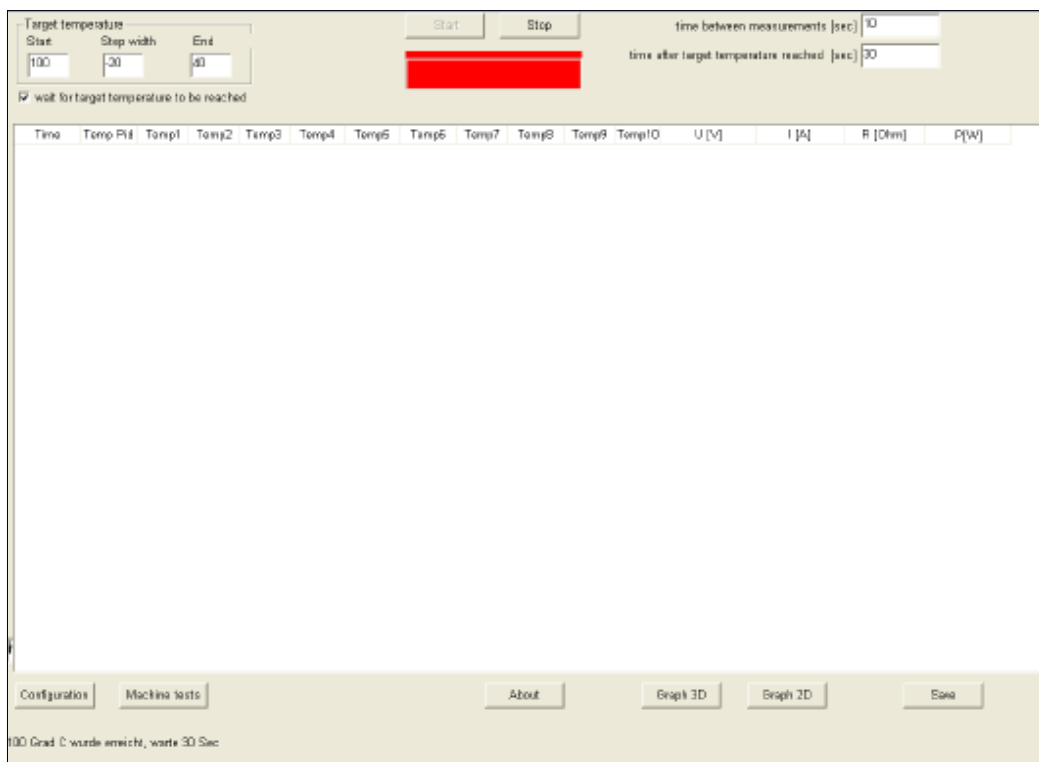 Target temperature
Start Step width End
100 -20 40
wait for target temperature to be reached
Start Stop
time between measurements [sec] 10
time after target temperature reached [sec] 30
Time Temp Pid Temp1 Temp2 Temp3 Temp4 Temp5 Temp6 Temp7 Temp8 Temp9 Temp10 U [V] I [A] R [Ohm] P[W]
Configuration Machine tests About Graph 3D Graph 2D Save
100 Grad C wurde erreicht, warte 30 Sec